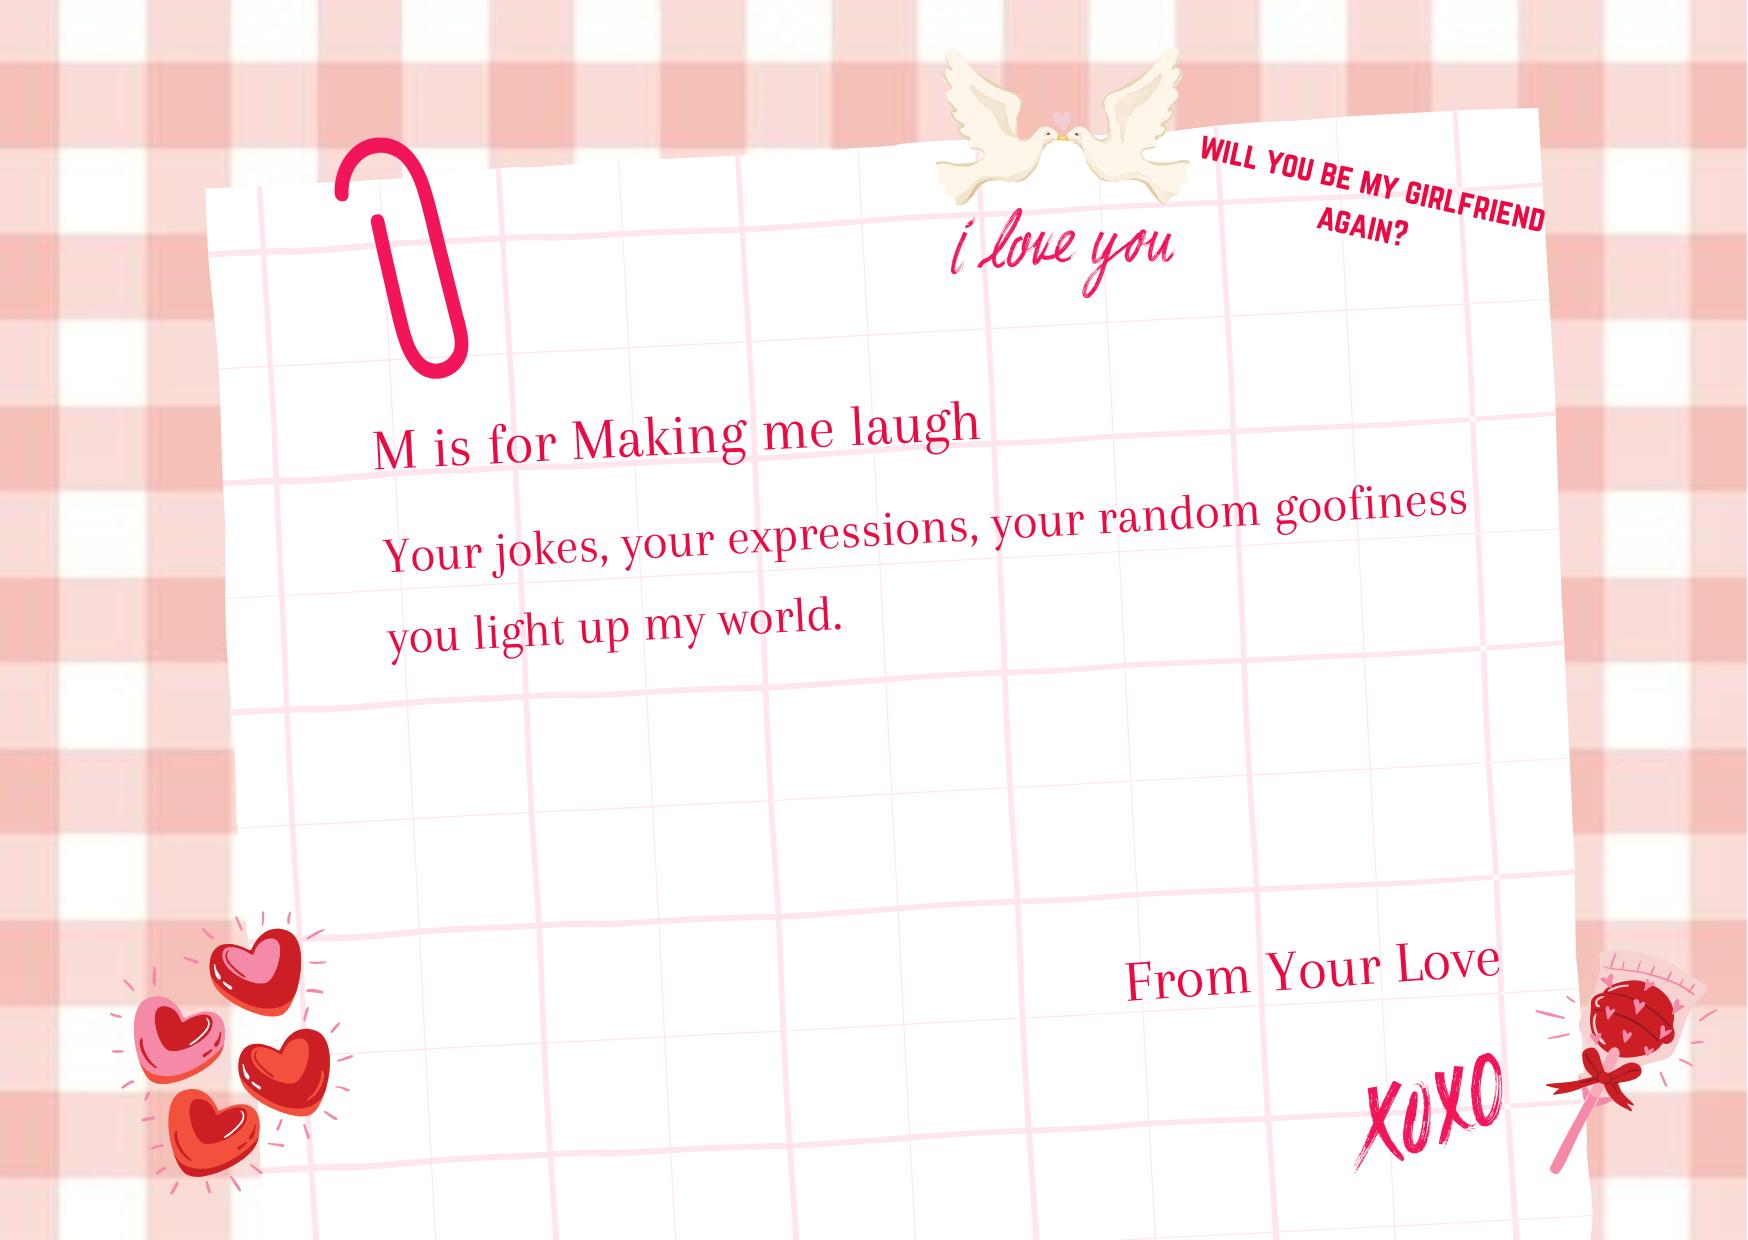 WILL YOU BE MY GIRLFRIEND
AGAIN?
i love you
M is for Making me laugh
Your jokes, your expressions, your random goofiness
you light up my world.
From Your Love
XOXO